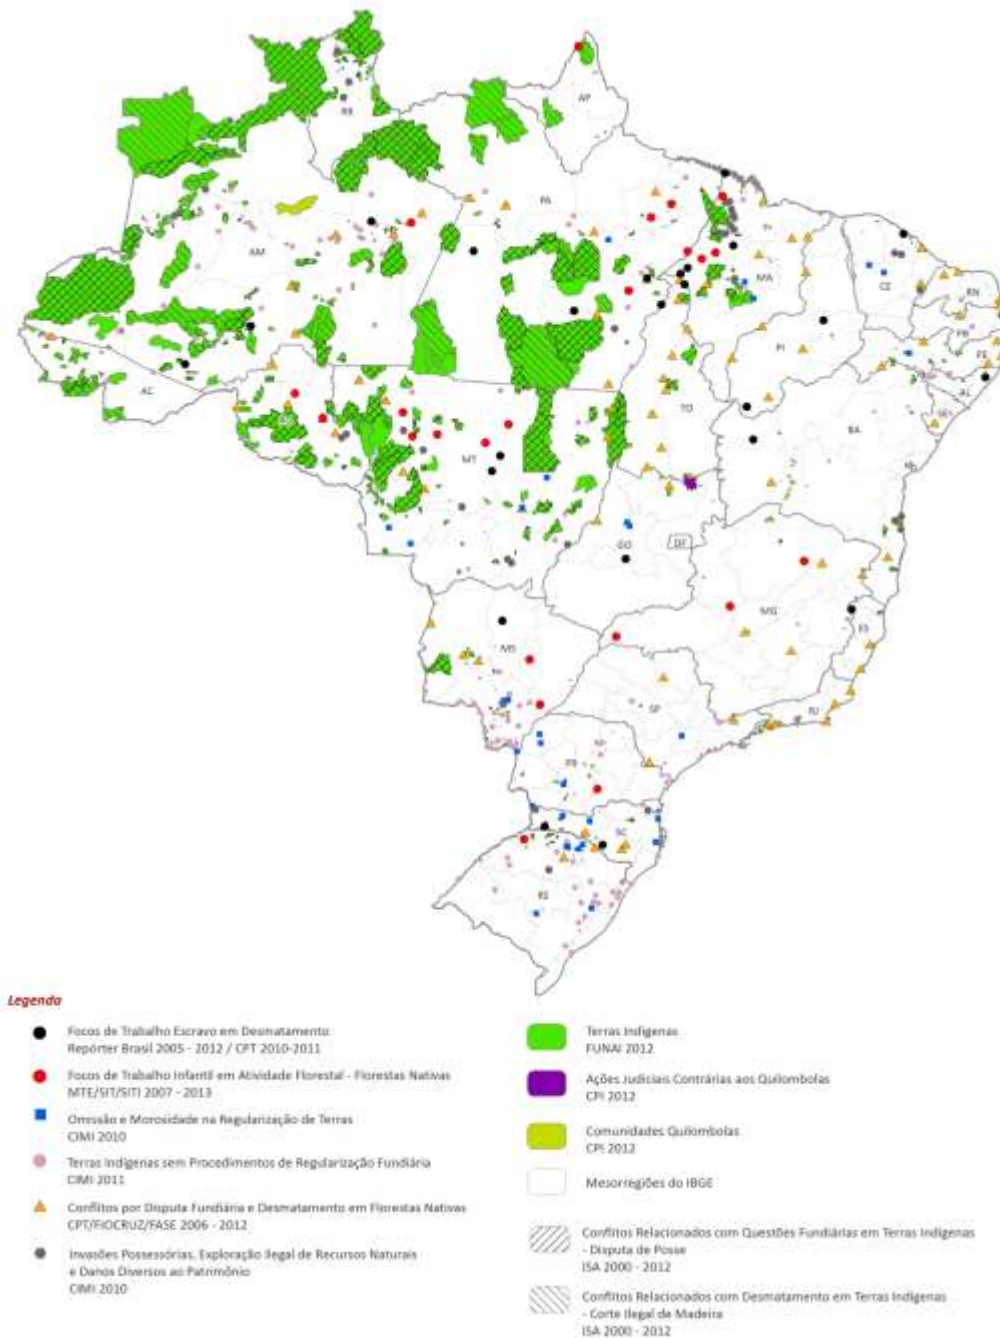 RR
AP
AM
PA
MA
CE
RN
PB
PE
AL
SE
PI
AC
RO
TO
BA
MT
GO
DF
MG
ES
MS
SP
RJ
PR
SC
RS
Legenda
Focos de Trabalho Escravo em Desmatamento
Repórter Brasil 2005 - 2012 / CPT 2010-2011
Focos de Trabalho Infantil em Atividade Florestal - Florestas Nativas
MTE/SIT/SITI 2007 - 2013
Omissão e Morosidade na Regularização de Terras
CIMI 2010
Terras Indígenas sem Procedimentos de Regularização Fundiária
CIMI 2011
Conflitos por Disputa Fundiária e Desmatamento em Florestas Nativas
CPT/FIOCRUZ/FASE 2006 - 2012
Invasões Possessórias, Exploração Ilegal de Recursos Naturais
e Danos Diversos ao Patrimônio
CIMI 2010
Terras Indígenas
FUNAI 2012
Ações Judiciais Contrárias aos Quilombolas
CPI 2012
Comunidades Quilombolas
CPI 2012
Mesorregiões do IBGE
Conflitos Relacionados com Questões Fundiárias em Terras Indígenas
- Disputa de Posse
ISA 2000 - 2012
Conflitos Relacionados com Desmatamento em Terras Indígenas
- Corte Ilegal de Madeira
ISA 2000 - 2012